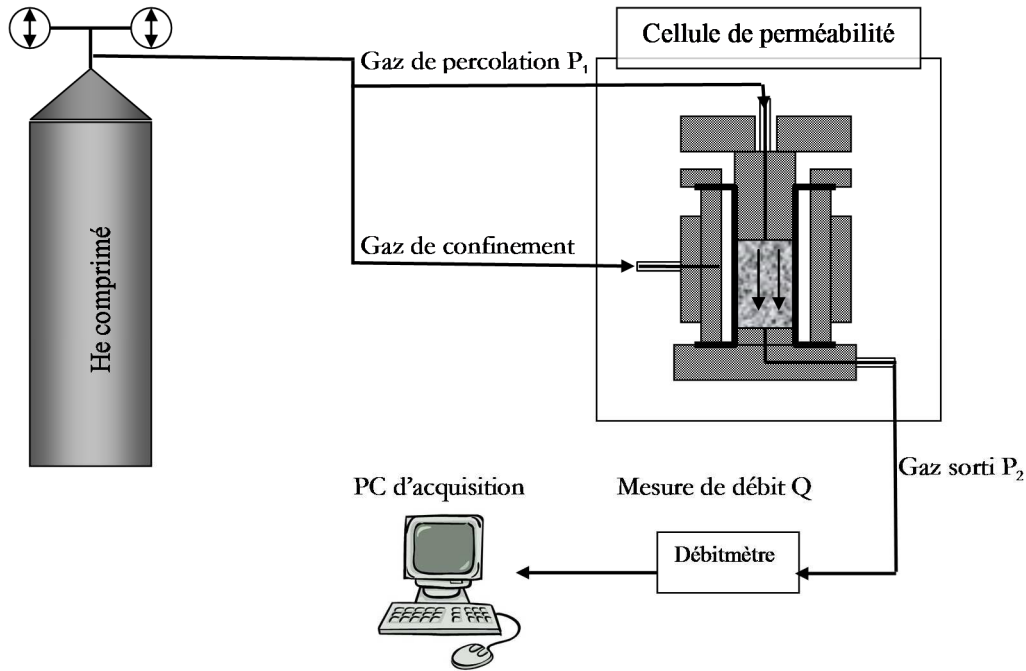 Cellule de perméabilité
Gaz de percolation P₁
He comprimé
Gaz de confinement
Gaz sorti P₂
PC d'acquisition
Mesure de débit Q
Débitmètre